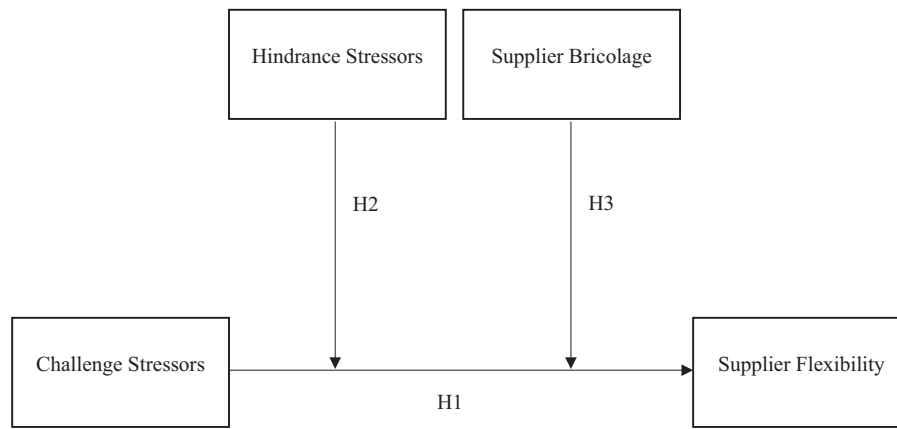 Hindrance Stressors
Supplier Bricolage
H2
H3
Challenge Stressors
Supplier Flexibility
H1